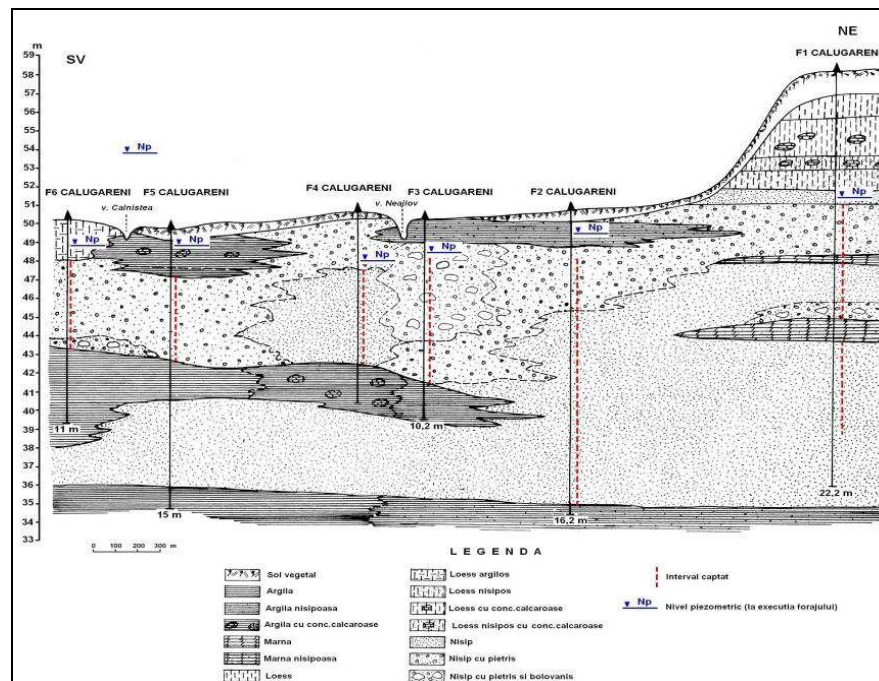 NE
m
SV
F1 CALUGARENI
59
58
57
56
55
54
53
52
51
50
49
48
47
46
45
44
43
42
41
40
39
38
37
36
35
34
33
Np
Np
F6 CALUGARENI
v. Calnistea
F5 CALUGARENI
F4 CALUGARENI
v. Neajlov
F3 CALUGARENI
F2 CALUGARENI
Np
Np
Np
Np
Np
11 m
10,2 m
15 m
16,2 m
22,2 m
0 100 200 300 m
LEGENDA
Sol vegetal
Argila
Argila nisipoasa
Argila cu conc.calcaroase
Marna
Marna nisipoasa
Loess
Loess argilos
Loess nisipos
Loess cu conc.calcaroase
Loess nisipos cu conc.calcaroase
Nisip
Nisip cu pietris
Nisip cu pietris si bolovanis
Interval captat
Np Nivel piezometric (la executia forajului)